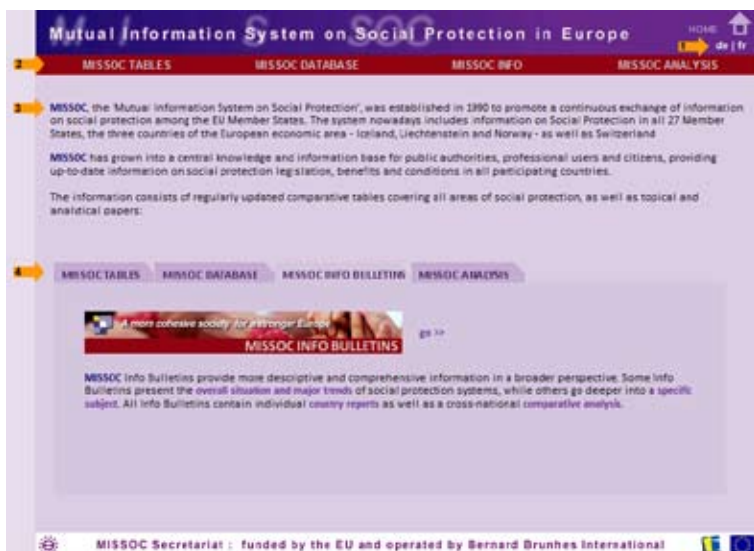 Mutual Information System on Social Protection in Europe
HOME
1
de | fr
2
MISSOC TABLES MISSOC DATABASE MISSOC INFO MISSOC ANALYSIS
3
MISSOC, the 'Mutual Information System on Social Protection', was established in 1990 to promote a continuous exchange of information
on social protection among the EU Member States. The system nowadays includes information on Social Protection in all 27 Member
States, the three countries of the European economic area - Iceland, Liechtenstein and Norway - as well as Switzerland
MISSOC has grown into a central knowledge and information base for public authorities, professional users and citizens, providing
up-to-date information on social protection legislation, benefits and conditions in all participating countries.
The information consists of regularly updated comparative tables covering all areas of social protection, as well as topical and
analytical papers:
4
MISSOC TABLES MISSOC DATABASE MISSOC INFO BULLETINS MISSOC ANALYSIS
A more cohesive society for a stronger Europe
MISSOC INFO BULLETINS
go >>
MISSOC Info Bulletins provide more descriptive and comprehensive information in a broader perspective. Some Info
Bulletins present the overall situation and major trends of social protection systems, while others go deeper into a specific
subject. All Info Bulletins contain individual country reports as well as a cross-national comparative analysis.
MISSOC Secretariat : funded by the EU and operated by Bernard Brunhes International